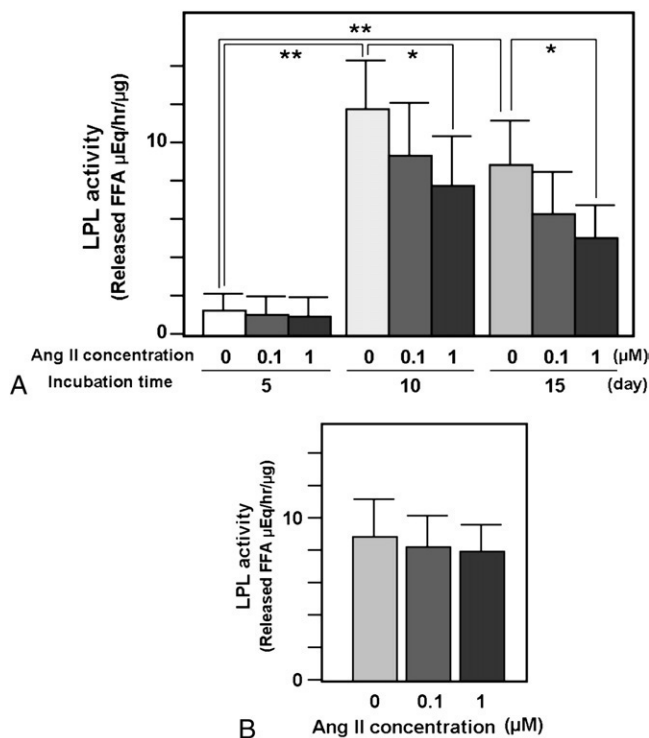 ** **
** *
LPL activity
(Released FFA µEq/hr/µg)
10
0
Ang II concentration 0 0.1 1 0 0.1 1 0 0.1 1 (µM)
A Incubation time 5 10 15 (day)
LPL activity
(Released FFA µEq/hr/µg)
10
0
0 0.1 1
B Ang II concentration (µM)